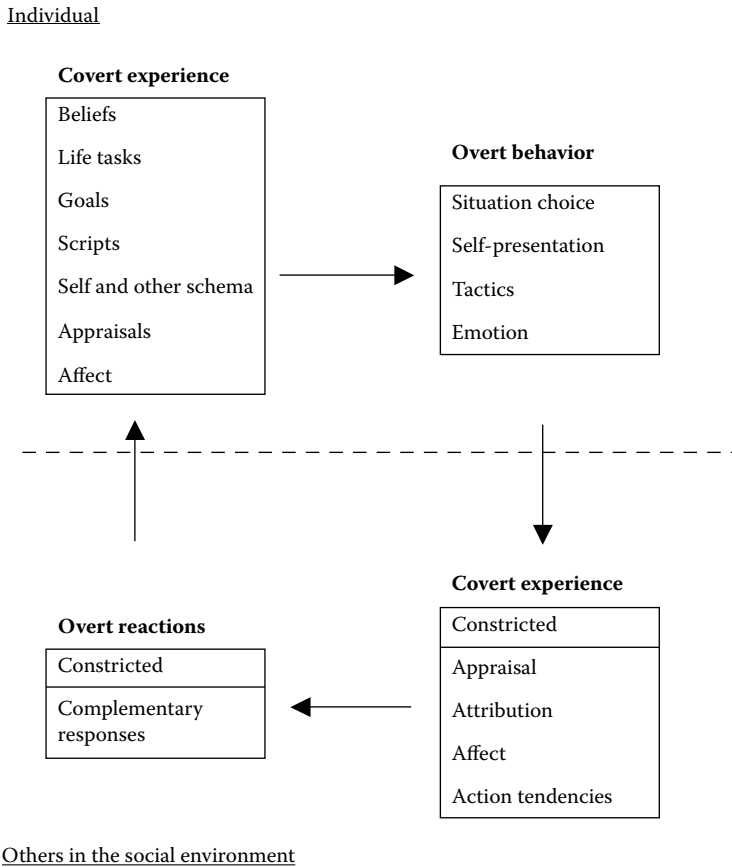 Individual
Covert experience
Beliefs
Life tasks
Goals
Scripts
Self and other schema
Appraisals
Affect
Overt behavior
Situation choice
Self-presentation
Tactics
Emotion
Covert experience
Constricted
Appraisal
Attribution
Affect
Action tendencies
Overt reactions
Constricted
Complementary
responses
Others in the social environment